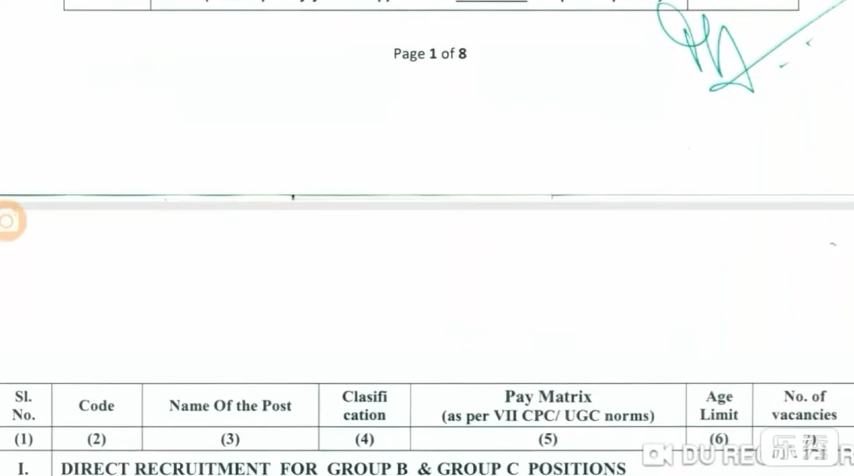 Page 1 of 8
Sl. No.
Code
Name Of the Post
Clasifi cation
Pay Matrix
(as per VII CPC/ UGC norms)
Age Limit
No. of vacancies
(1)
(2)
(3)
(4)
(5)
(6)
I.
DIRECT RECRUITMENT FOR GROUP B & GROUP C POSITIONS
乐秀